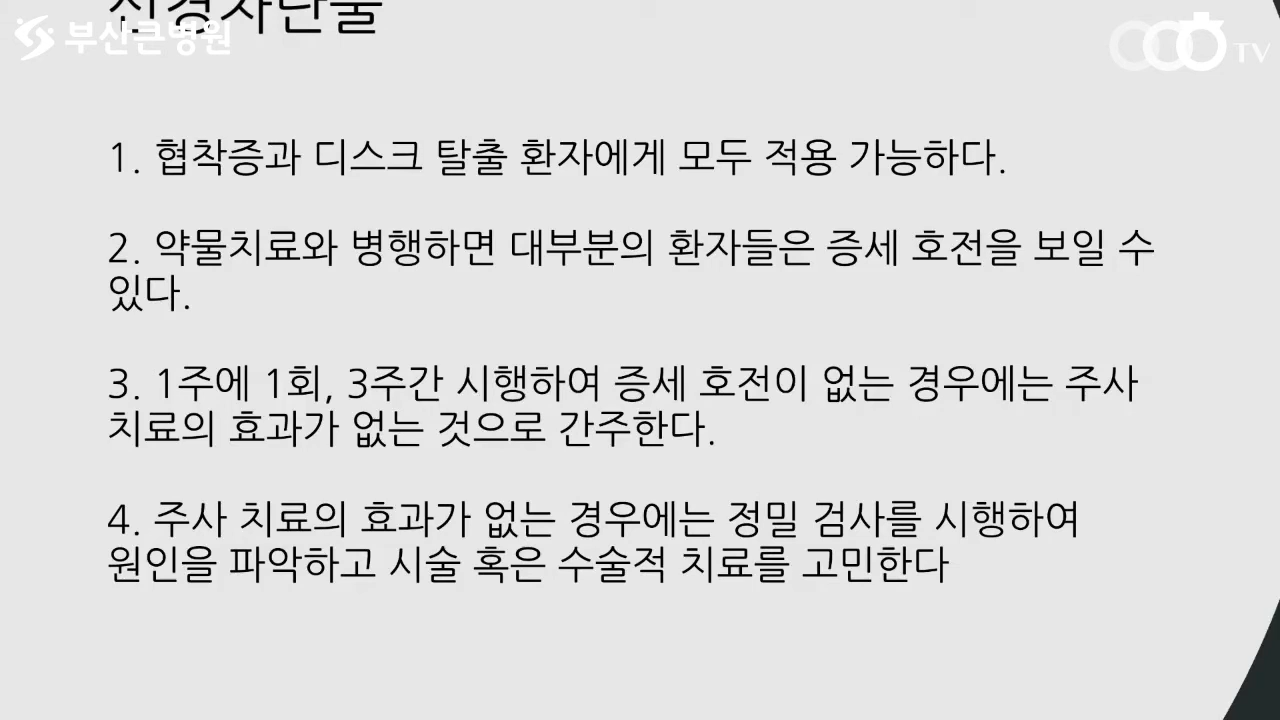 신경차단술
부산큰병원
TV
1. 협착증과 디스크 탈출 환자에게 모두 적용 가능하다.
2. 약물치료와 병행하면 대부분의 환자들은 증세 호전을 보일 수
있다.
3. 1주에 1회, 3주간 시행하여 증세 호전이 없는 경우에는 주사
치료의 효과가 없는 것으로 간주한다.
4. 주사 치료의 효과가 없는 경우에는 정밀 검사를 시행하여
원인을 파악하고 시술 혹은 수술적 치료를 고민한다